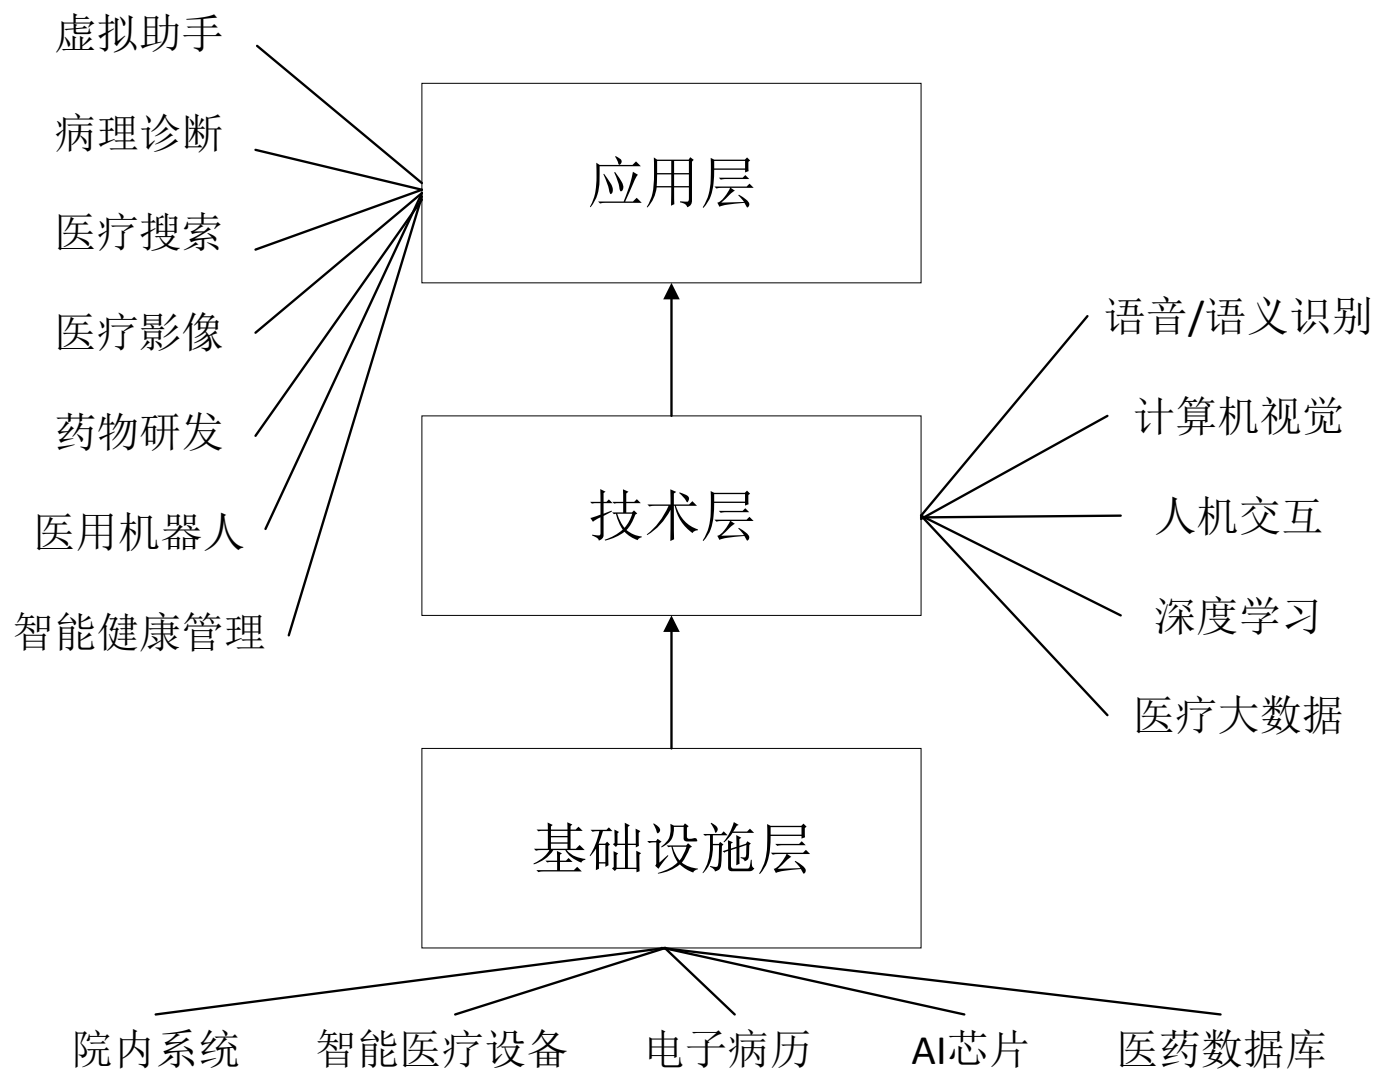 虚拟助手
病理诊断
医疗搜索
医疗影像
药物研发
医用机器人
智能健康管理
应用层
技术层
语音/语义识别
计算机视觉
人机交互
深度学习
医疗大数据
基础设施层
院内系统
智能医疗设备
电子病历
AI芯片
医药数据库